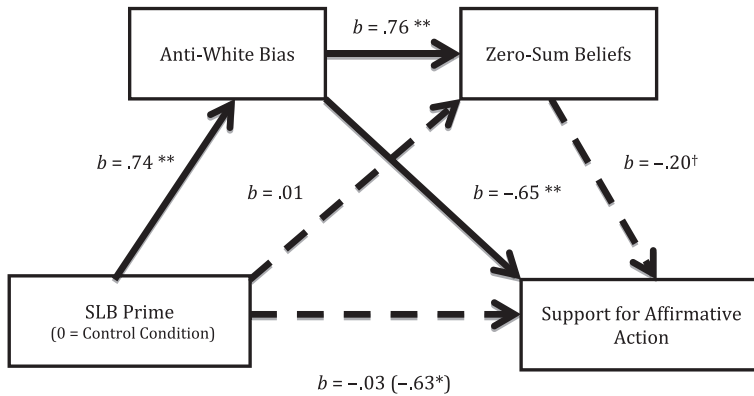 b = .76 **
Anti-White Bias
Zero-Sum Beliefs
b = .74 **
b = .01
b = –.65 **
b = –.20†
SLB Prime
(0 = Control Condition)
Support for Affirmative
Action
b = –.03 (–.63*)